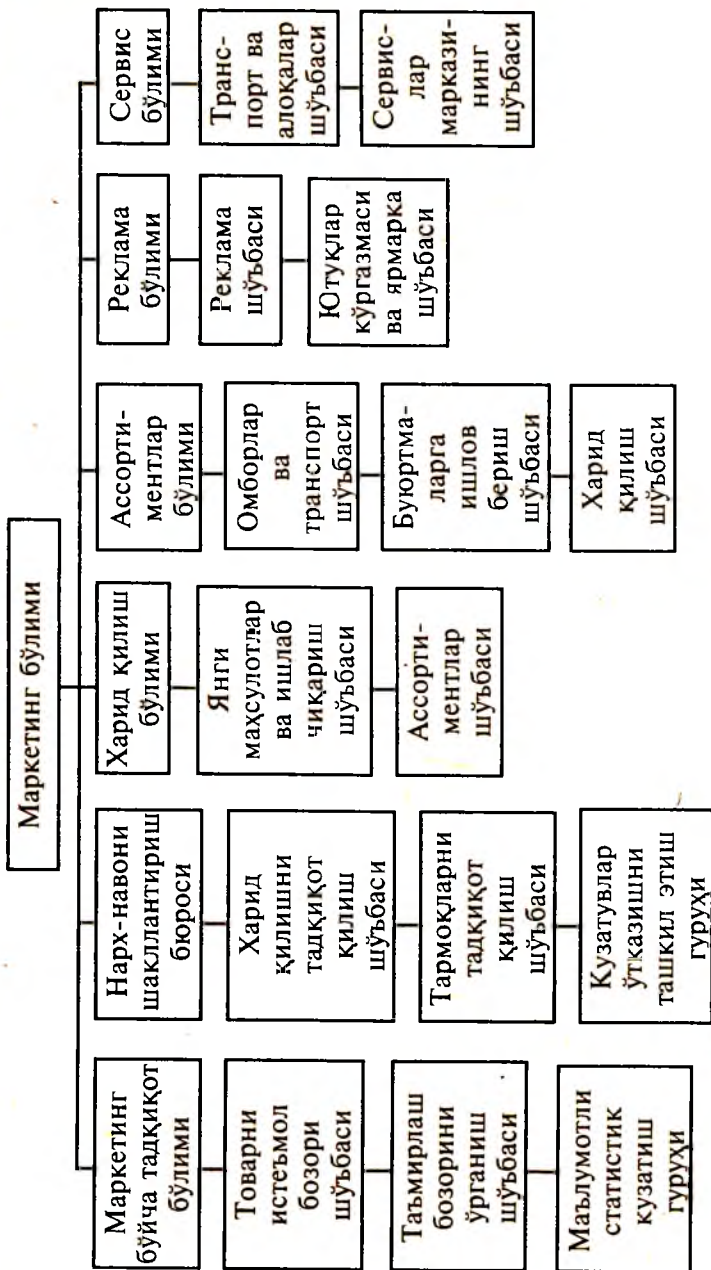 Маркетинг бўлими
Маркетинг
бўйича тадқиқот
бўлими
Товарни
истеъмол
бозори
шўъбаси
Таъмирлаш
бозорини
ўрганиш
шўъбаси
Маълумотли
статистик
кузатиш
гуруҳи
Нарх-навони
шакллантириш
бюроси
Харид
қилишни
тадқиқот
қилиш
шўъбаси
Тармоқларни
тадқиқот
қилиш
шўъбаси
Кузатувлар
ўтказишни
ташкил этиш
гуруҳи
Харид қилиш
бўлими
Янги
маҳсулотлар
ва ишлаб
чиқариш
шўъбаси
Ассорти-
ментлар
шўъбаси
Ассорти-
ментлар
бўлими
Омборлар
ва
транспорт
шўъбаси
Буюртма-
ларга
ишлов
бериш
шўъбаси
Харид
қилиш
шўъбаси
Реклама
бўлими
Реклама
шўъбаси
Ютуқлар
кўргазмаси
ва ярмарка
шўъбаси
Сервис
бўлими
Транс-
порт ва
алоқалар
шўъбаси
Сервис-
лар
маркази-
нинг
шўъбаси